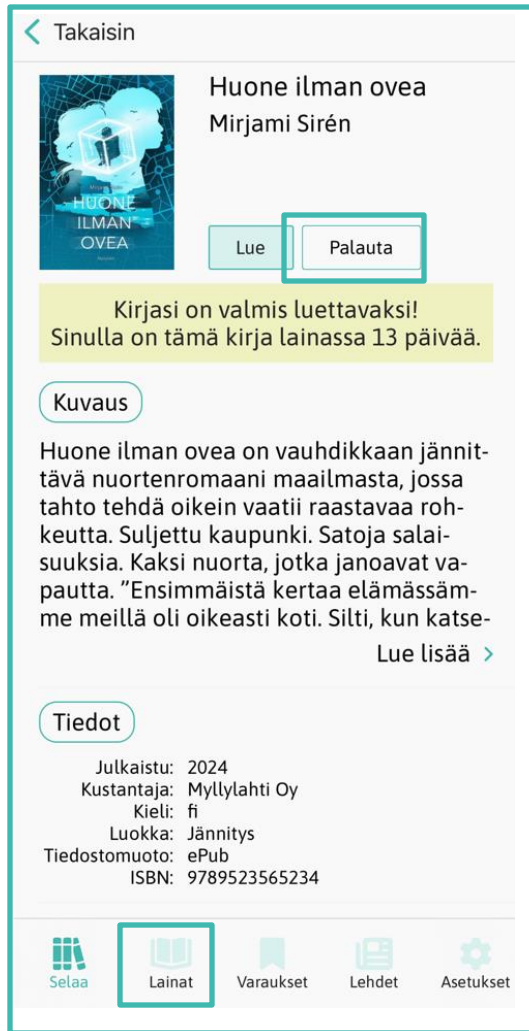 Takaisin
Huone ilman ovea
Mirjami Sirén
HUONE
ILMAN
OVEA
Lue
Palauta
Kirjasi on valmis luettavaksi!
Sinulla on tämä kirja lainassa 13 päivää.
Kuvaus
Huone ilman ovea on vauhdikkaan jännit-
tävä nuortenromaani maailmasta, jossa
tahto tehdä oikein vaatii raastavaa roh-
keutta. Suljettu kaupunki. Satoja salai-
suuksia. Kaksi nuorta, jotka janoavat va-
pautta. ”Ensimmäistä kertaa elämässäm-
me meillä oli oikeasti koti. Silti, kun katse-
Lue lisää >
Tiedot
Julkaistu: 2024
Kustantaja: Myllylahti Oy
Kieli: fi
Luokka: Jännitys
Tiedostomuoto: ePub
ISBN: 9789523565234
Selaa
Lainat
Varaukset
Lehdet
Asetukset